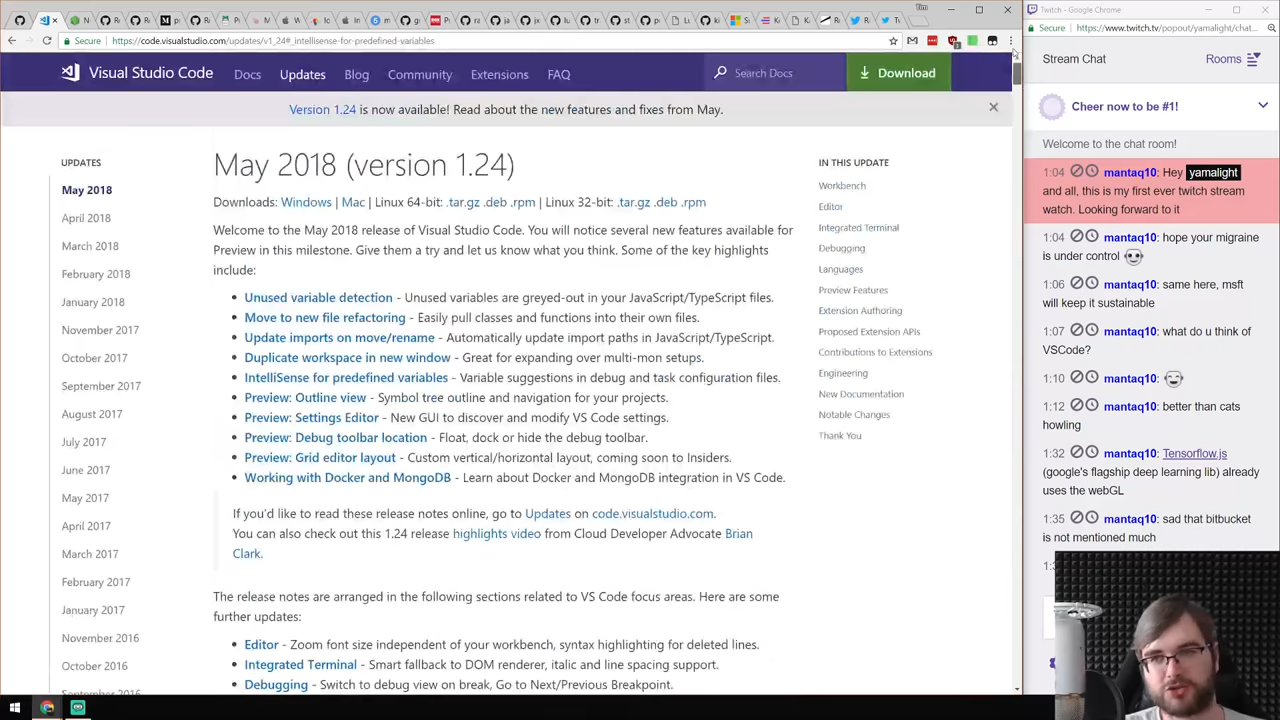 Tim
Secure
https://code.visualstudio.com/updates/v1_24#_intellisense-for-predefined-variables
Visual Studio Code
Docs
Updates
Blog
Community
Extensions
FAQ
Search Docs
Download
Version 1.24 is now available! Read about the new features and fixes from May.
UPDATES
May 2018
April 2018
March 2018
February 2018
January 2018
November 2017
October 2017
September 2017
August 2017
July 2017
June 2017
May 2017
April 2017
March 2017
February 2017
January 2017
November 2016
October 2016
September 2016
May 2018 (version 1.24)
Downloads: Windows | Mac | Linux 64-bit: .tar.gz .deb .rpm | Linux 32-bit: .tar.gz .deb .rpm
Welcome to the May 2018 release of Visual Studio Code. You will notice several new features available for
Preview in this milestone. Give them a try and let us know what you think. Some of the key highlights
include:
• Unused variable detection - Unused variables are greyed-out in your JavaScript/TypeScript files.
• Move to new file refactoring - Easily pull classes and functions into their own files.
• Update imports on move/rename - Automatically update import paths in JavaScript/TypeScript.
• Duplicate workspace in new window - Great for expanding over multi-mon setups.
• IntelliSense for predefined variables - Variable suggestions in debug and task configuration files.
• Preview: Outline view - Symbol tree outline and navigation for your projects.
• Preview: Settings Editor - New GUI to discover and modify VS Code settings.
• Preview: Debug toolbar location - Float, dock or hide the debug toolbar.
• Preview: Grid editor layout - Custom vertical/horizontal layout, coming soon to Insiders.
• Working with Docker and MongoDB - Learn about Docker and MongoDB integration in VS Code.
If you'd like to read these release notes online, go to Updates on code.visualstudio.com.
You can also check out this 1.24 release highlights video from Cloud Developer Advocate Brian
Clark.
The release notes are arranged in the following sections related to VS Code focus areas. Here are some
further updates:
• Editor - Zoom font size independent of your workbench, syntax highlighting for deleted lines.
• Integrated Terminal - Smart fallback to DOM renderer, italic and line spacing support.
• Debugging - Switch to debug view on break, Go to Next/Previous Breakpoint.
IN THIS UPDATE
Workbench
Editor
Integrated Terminal
Debugging
Languages
Preview Features
Extension Authoring
Proposed Extension APIs
Contributions to Extensions
Engineering
New Documentation
Notable Changes
Thank You
Twitch - Google Chrome
Secure
https://www.twitch.tv/popout/yamalight/chat...
Stream Chat
Rooms
Cheer now to be #1!
Welcome to the chat room!
1:04 mantaq10: Hey yamalight
and all, this is my first ever twitch stream
watch. Looking forward to it
1:04 mantaq10: hope your migraine
is under control
1:06 mantaq10: same here, msft
will keep it sustainable
1:07 mantaq10: what do u think of
VSCode?
1:10 mantaq10:
1:12 mantaq10: better than cats
howling
1:32 mantaq10: Tensorflow.js
(google's flagship deep learning lib) already
uses the webGL
1:35 mantaq10: sad that bitbucket
is not mentioned much